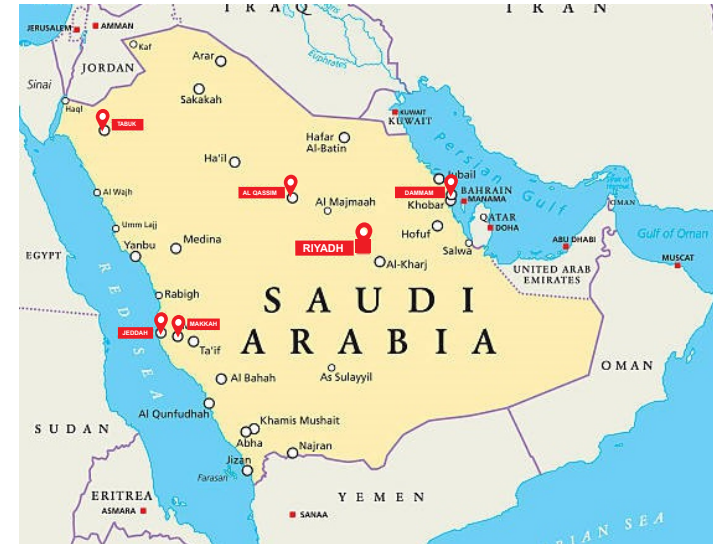 I R A Q
I R A N
JERUSALEM
AMMAN
Kaf
Arar
Euphrates
JORDAN
Sinai
Sakakah
Haql
KUWAIT
KUWAIT
TABUK
Hafar
Al-Batin
Persian Gulf
Ha'il
Jubail
Strait of
Hormuz
AL QASSIM
DAMMAM
BAHRAIN
MANAMA
Al Wajh
Al Majmaah
Khobar
OMAN
QATAR
DOHA
Umm Lajj
Hofuf
Gulf of Oman
Yanbu
Medina
RIYADH
Salwa
ABU DHABI
EGYPT
Al-Kharj
MUSCAT
UNITED ARAB
EMIRATES
RED SEA
Rabigh
SAUDI
ARABIA
JEDDAH
MAKKAH
Ta'if
OMAN
Al Bahah
As Sulayyil
Al Qunfudhah
SUDAN
Khamis Mushait
Abha
Najran
Jizan
Farasan
ERITREA
ASMARA
YEMEN
SANAA
IAN SEA